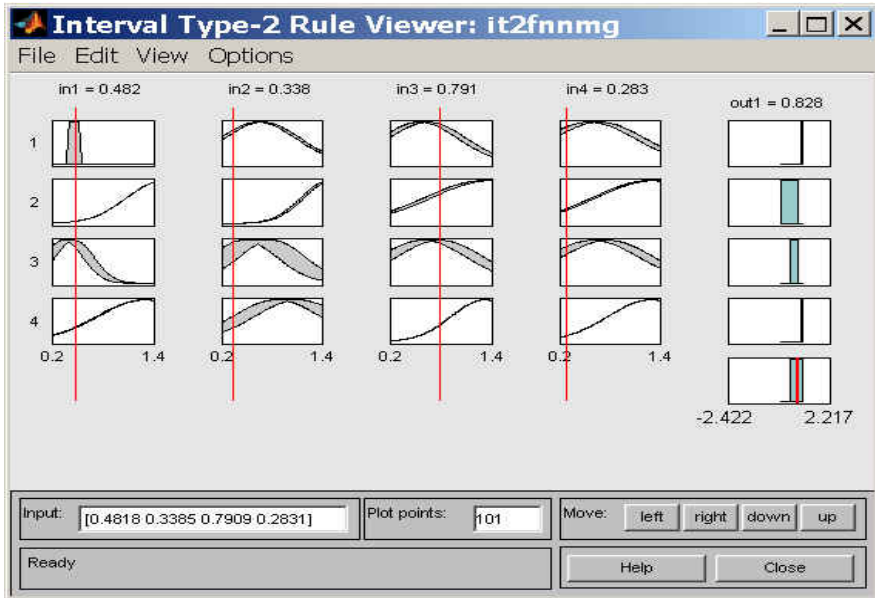 Interval Type-2 Rule Viewer: it2fnnmg
File Edit View Options
in1 = 0.482 in2 = 0.338 in3 = 0.791 in4 = 0.283 out1 = 0.828
1
2
3
4
0.2 1.4 0.2 1.4 0.2 1.4 0.2 1.4
-2.422 2.217
Input: [0.4818 0.3385 0.7909 0.2831] Plot points: 101 Move: left right down up
Ready Help Close